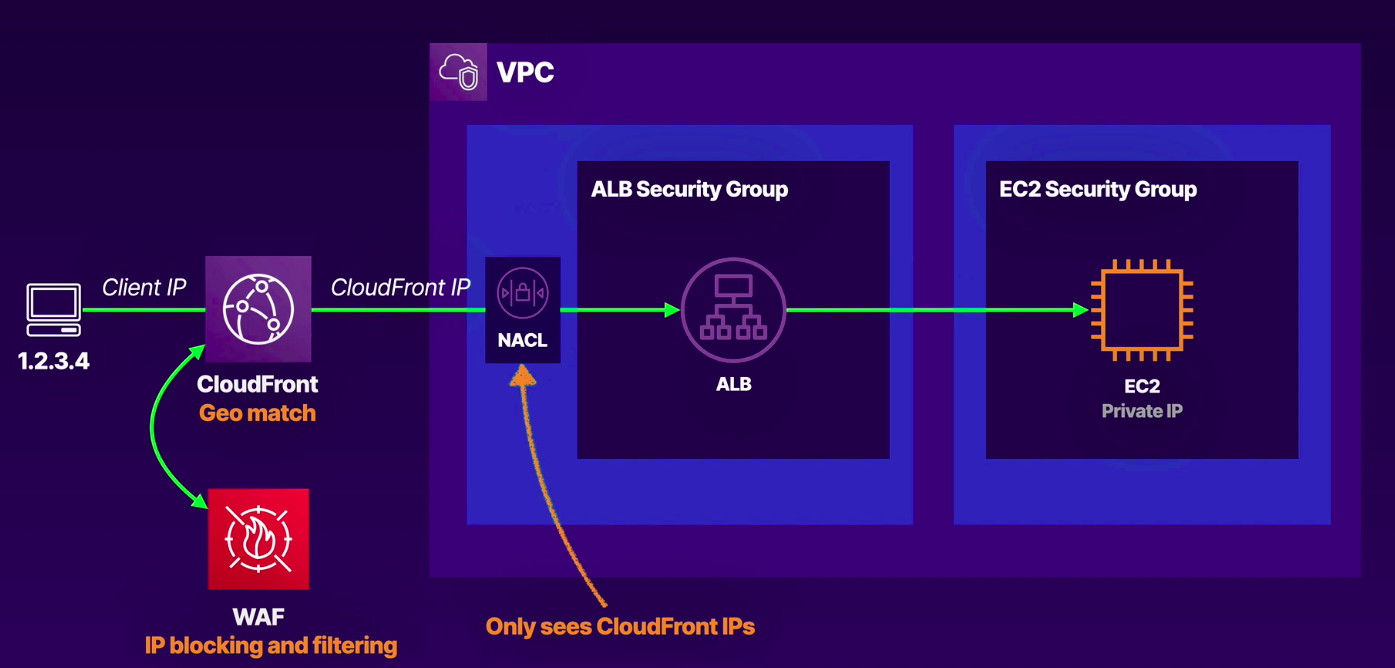 VPC
ALB Security Group
EC2 Security Group
Client IP
CloudFront IP
1.2.3.4
NACL
CloudFront
Geo match
ALB
EC2
Private IP
WAF
IP blocking and filtering
Only sees CloudFront IPs